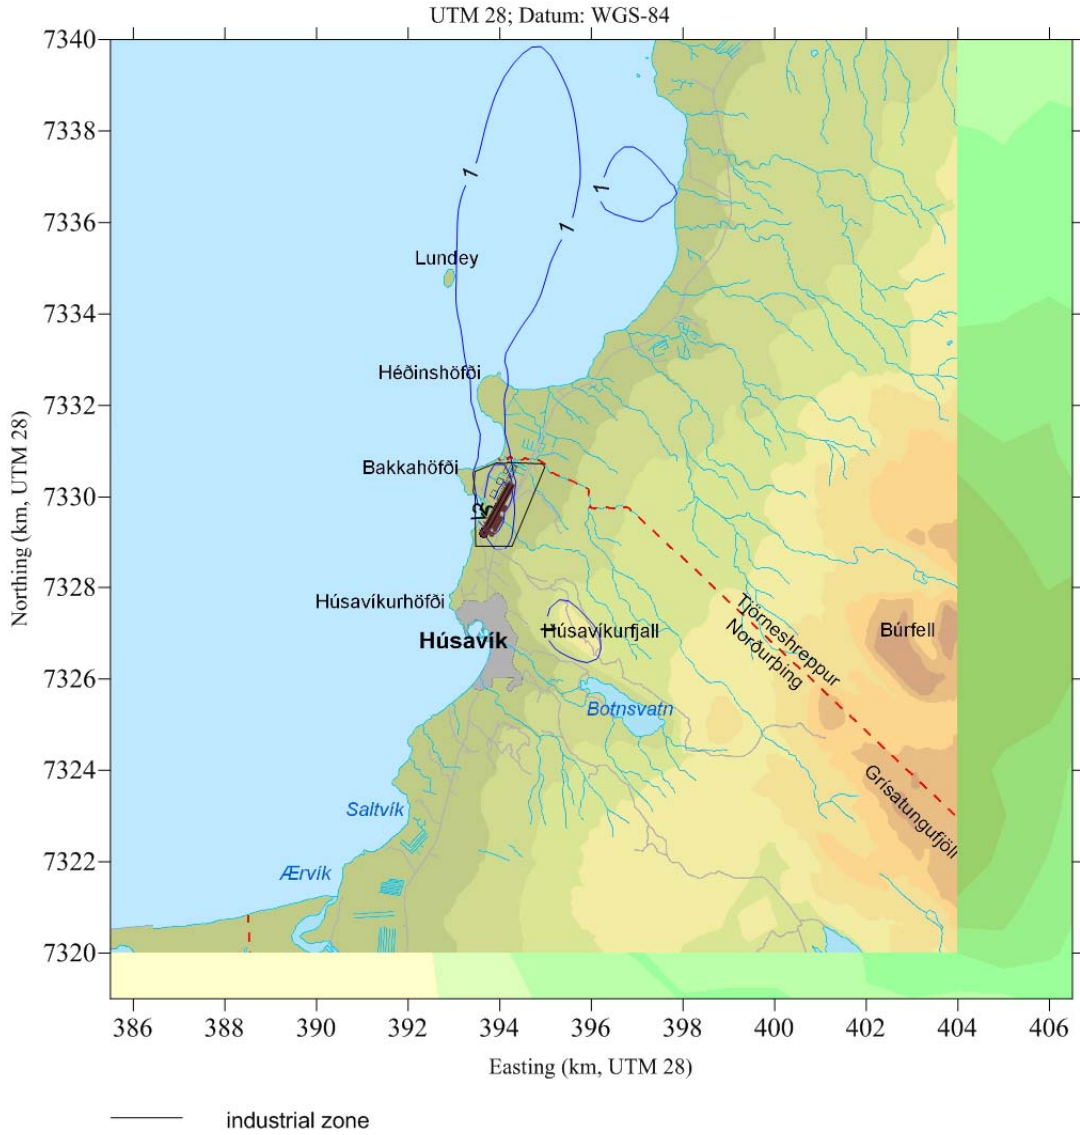 UTM 28; Datum: WGS-84
7340
7338
7336
7334
7332
7330
7328
7326
7324
7322
7320
Northing (km, UTM 28)
1
1
1
Lundey
Héðinshöfði
Bakkahöfði
Húsavíkurhöfði
Húsavík
1
Húsavíkurfjall
Botnsvatn
Tjörneshreppur
Norðurþing
Búrfell
Grísatungufjöll
Saltvík
Ærvík
386 388 390 392 394 396 398 400 402 404 406
Easting (km, UTM 28)
industrial zone